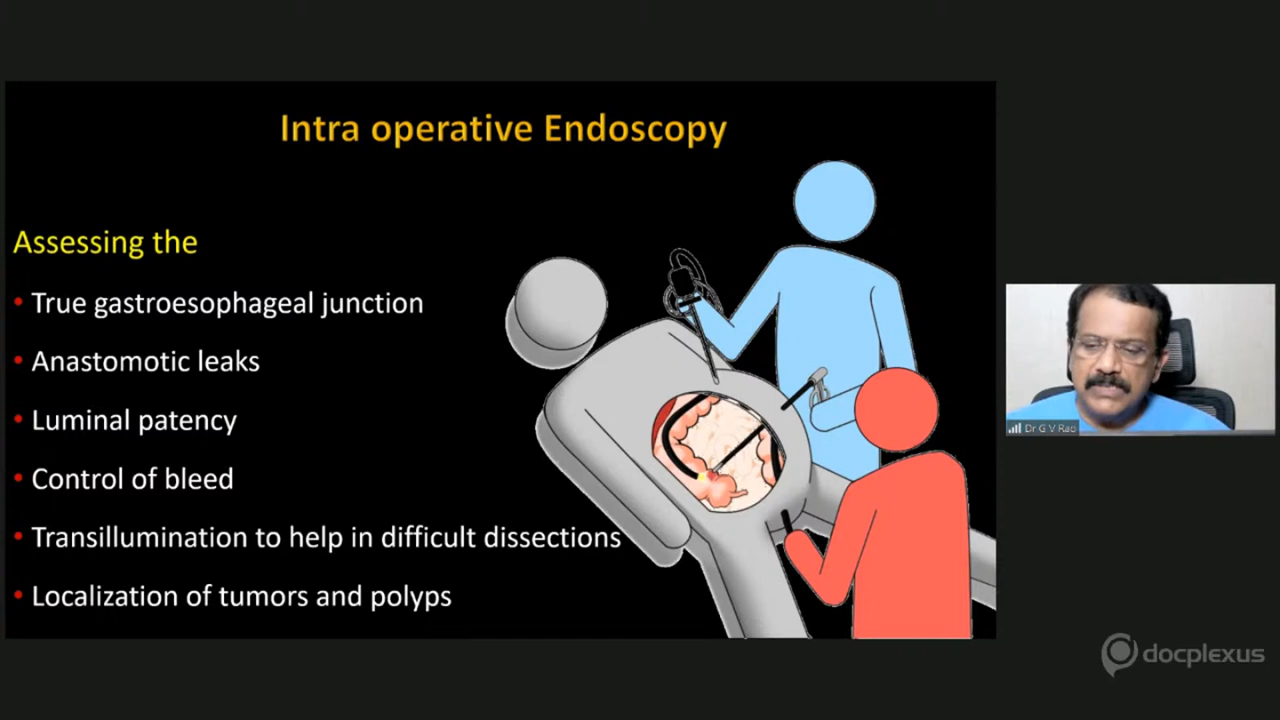 Intra operative Endoscopy
Assessing the
• True gastroesophageal junction
• Anastomotic leaks
• Luminal patency
• Control of bleed
• Transillumination to help in difficult dissections
• Localization of tumors and polyps
Dr G V Rao
docplexus